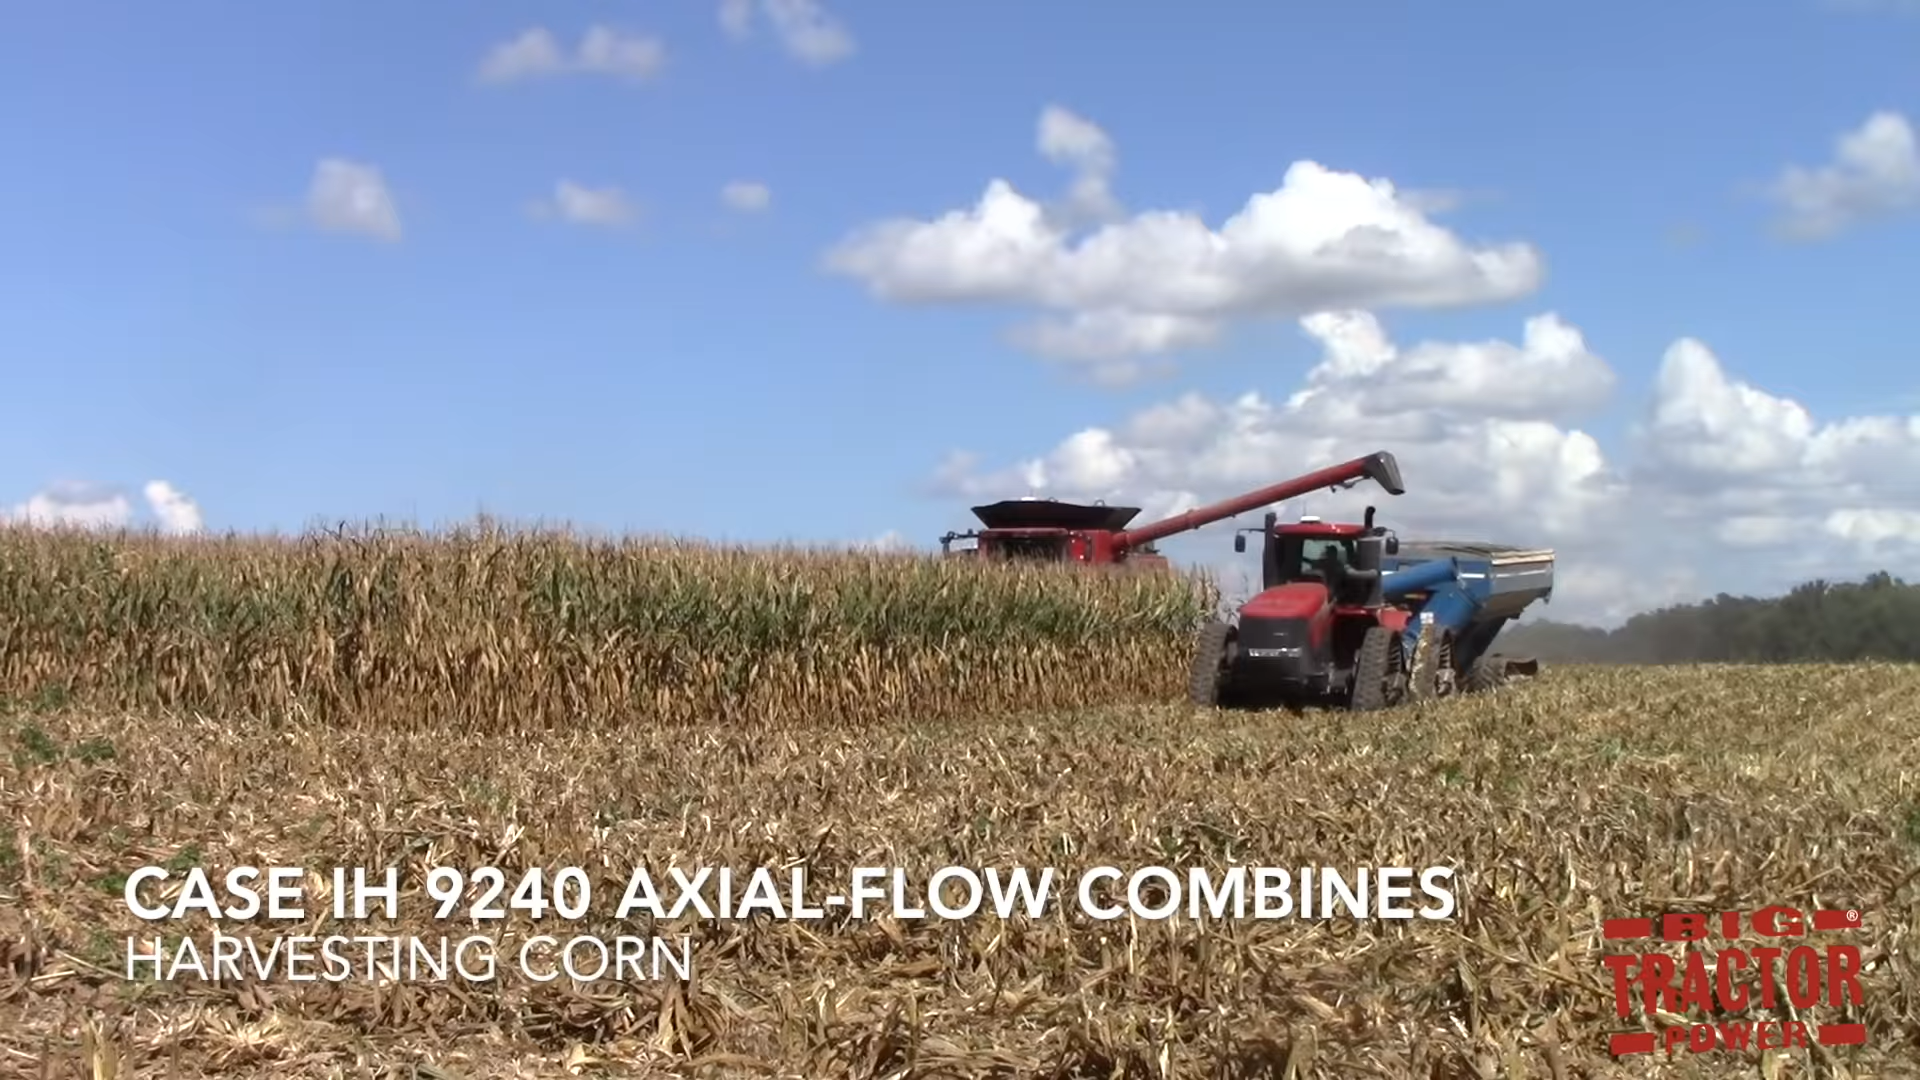 CASE IH 9240 AXIAL-FLOW COMBINES
HARVESTING CORN
BIG®
TRACTOR
POWER